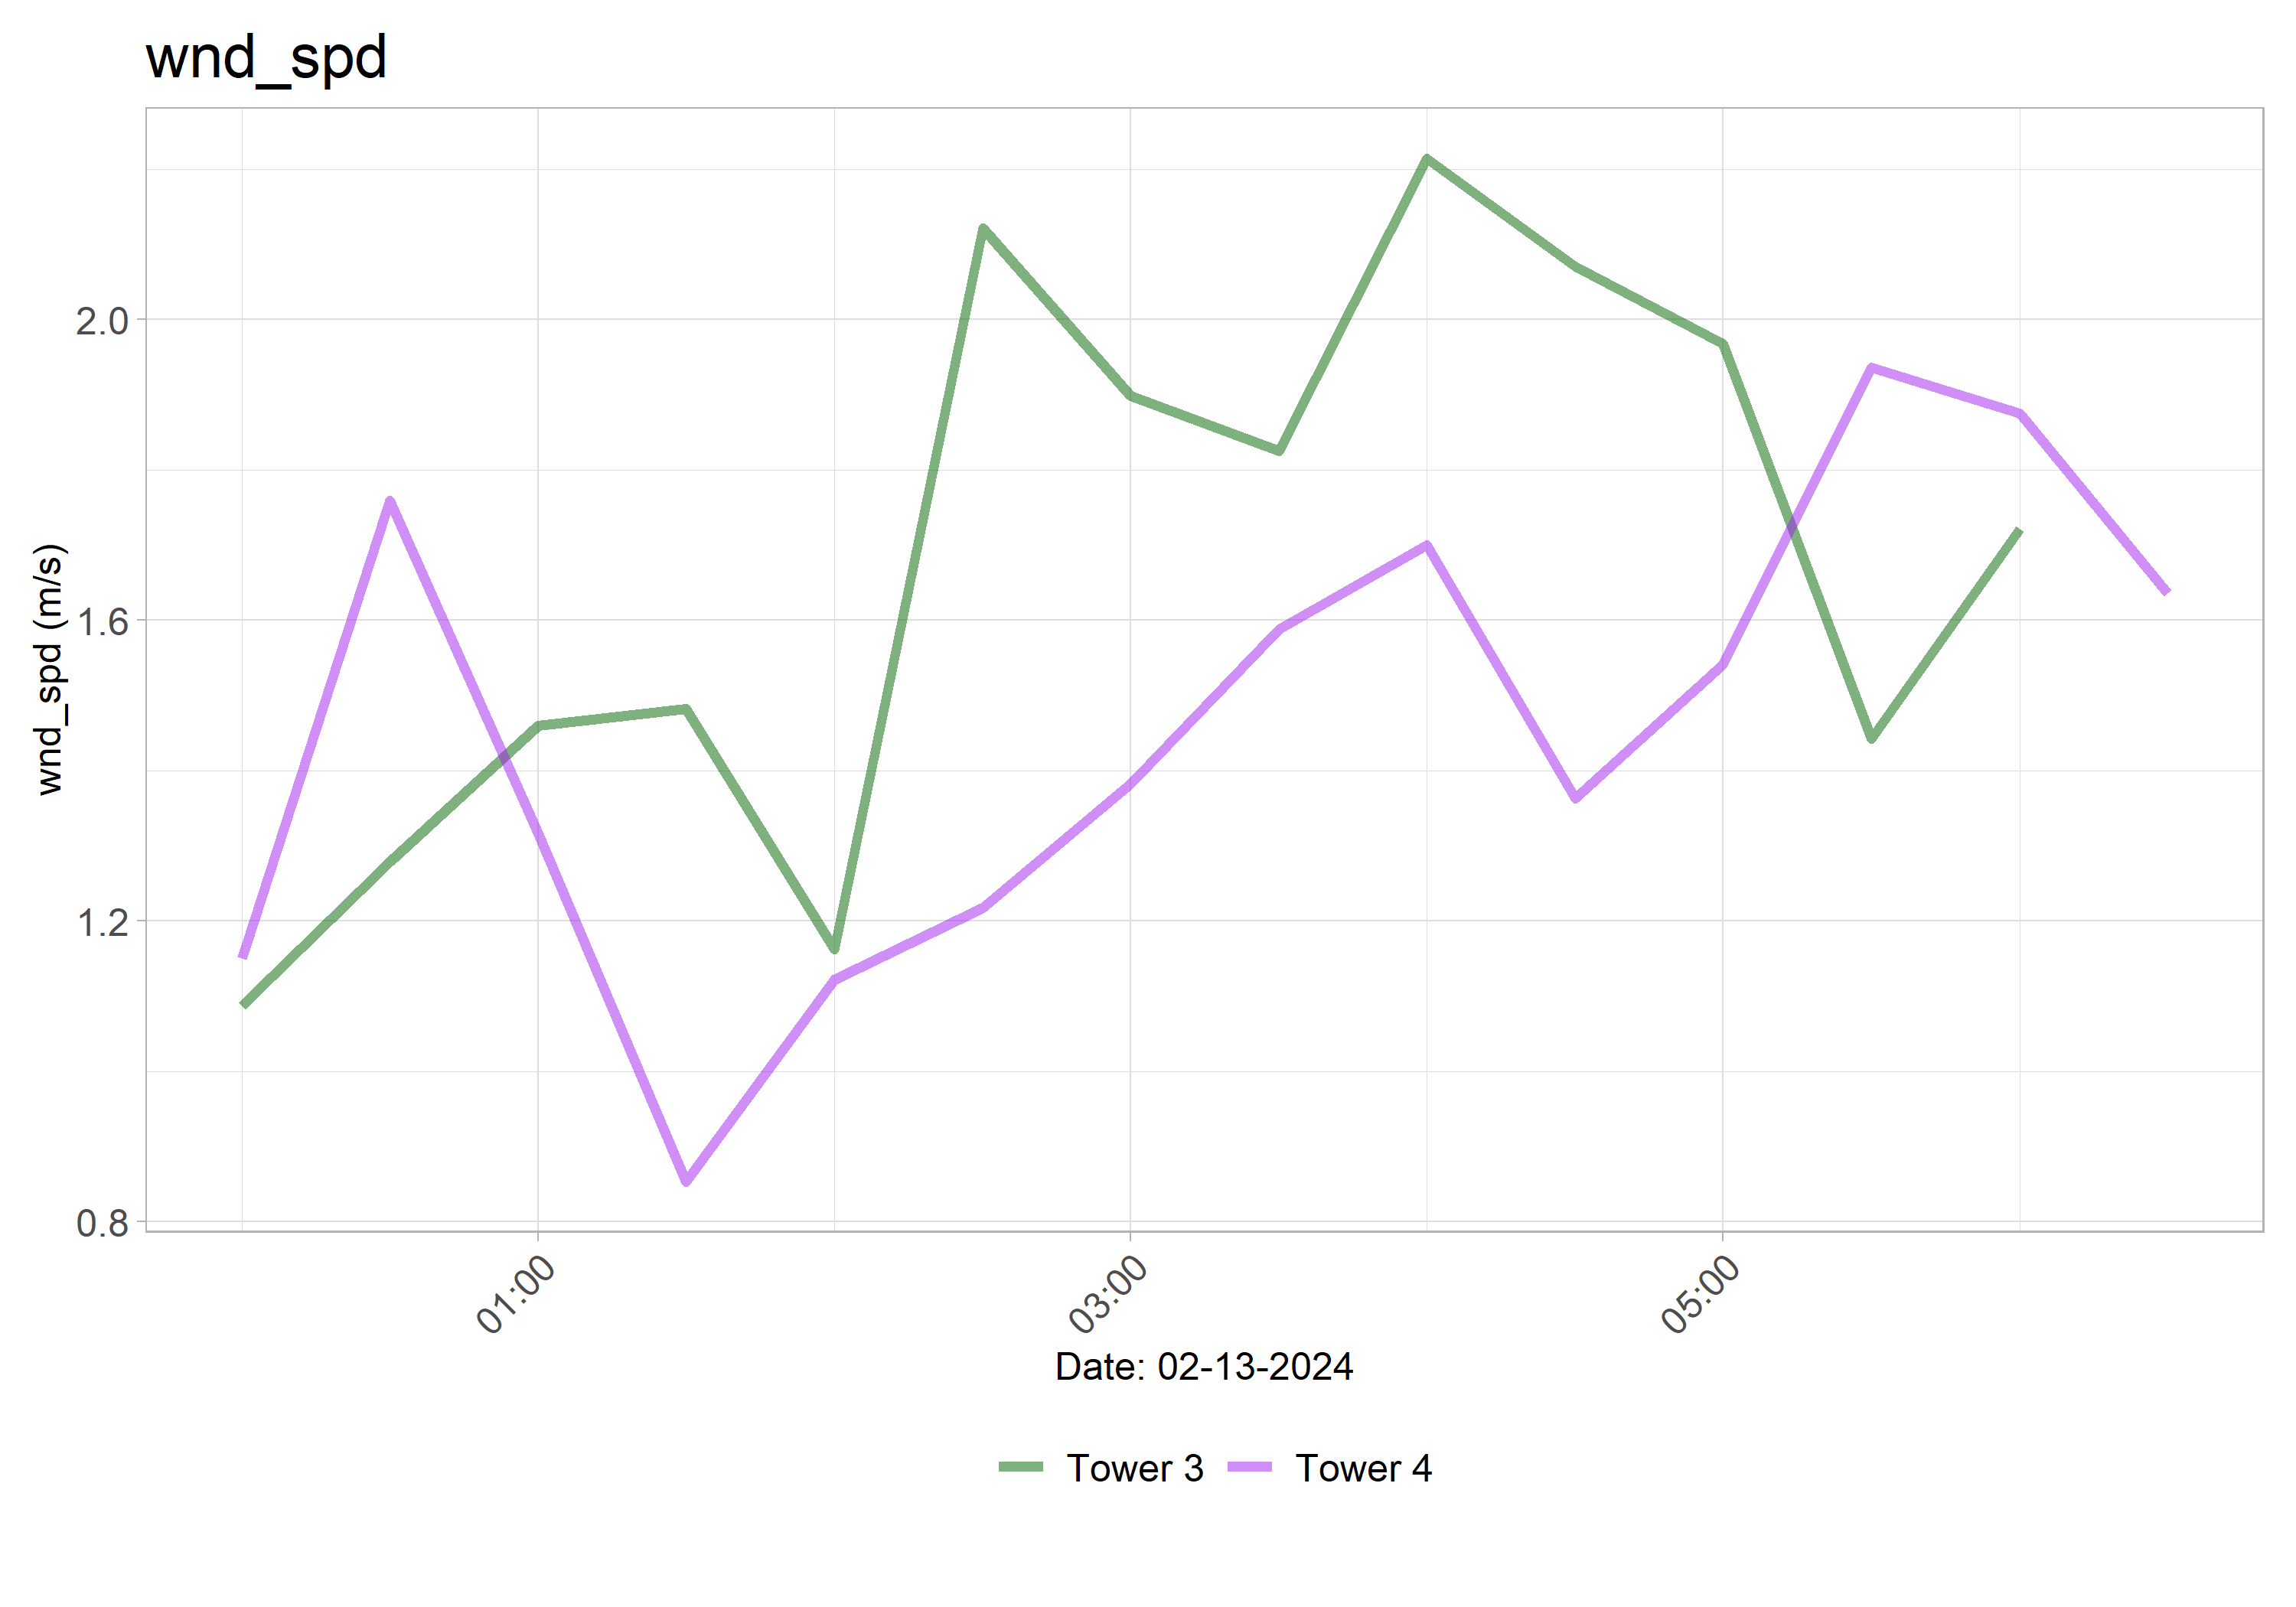 wnd_spd
wnd_spd (m/s)
2.0
1.6
1.2
0.8
01:00
03:00
05:00
Date: 02-13-2024
Tower 3
Tower 4